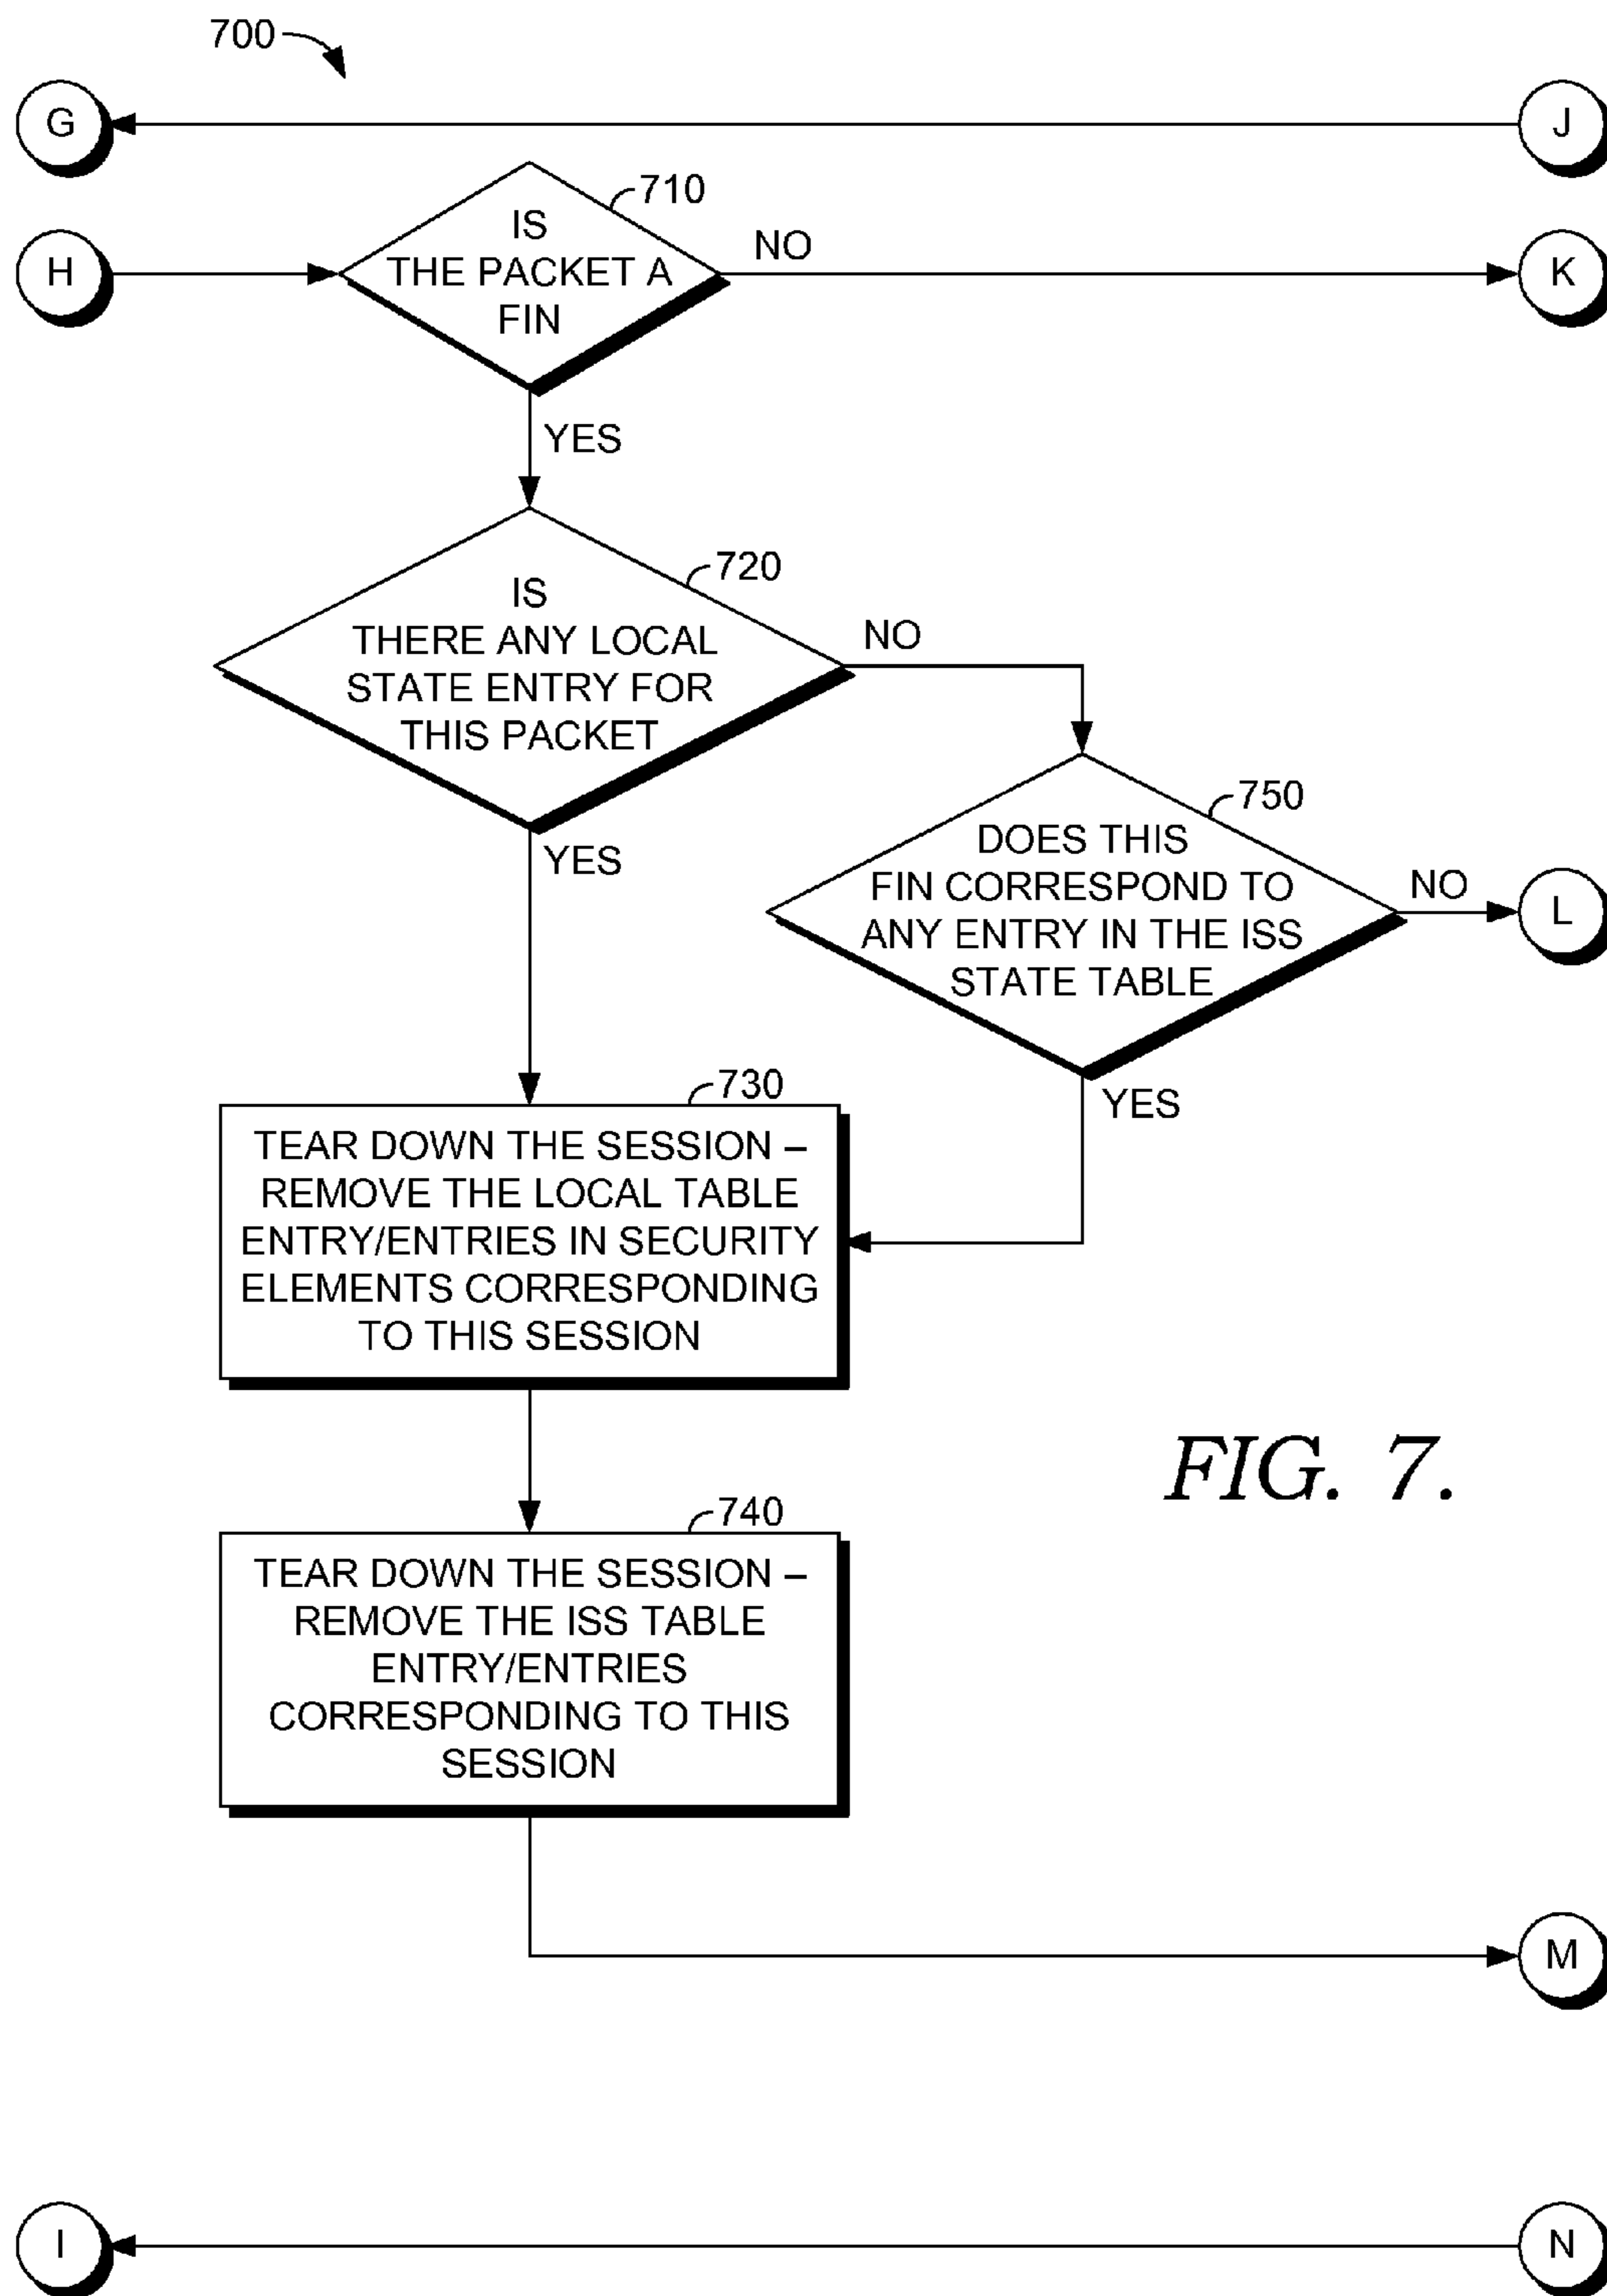 700
G
J
710
IS
THE PACKET A
FIN
NO
H
K
YES
720
IS
THERE ANY LOCAL
STATE ENTRY FOR
THIS PACKET
NO
YES
750
DOES THIS
FIN CORRESPOND TO
ANY ENTRY IN THE ISS
STATE TABLE
NO
L
YES
730
TEAR DOWN THE SESSION –
REMOVE THE LOCAL TABLE
ENTRY/ENTRIES IN SECURITY
ELEMENTS CORRESPONDING
TO THIS SESSION
FIG. 7.
740
TEAR DOWN THE SESSION –
REMOVE THE ISS TABLE
ENTRY/ENTRIES
CORRESPONDING TO THIS
SESSION
M
I
N